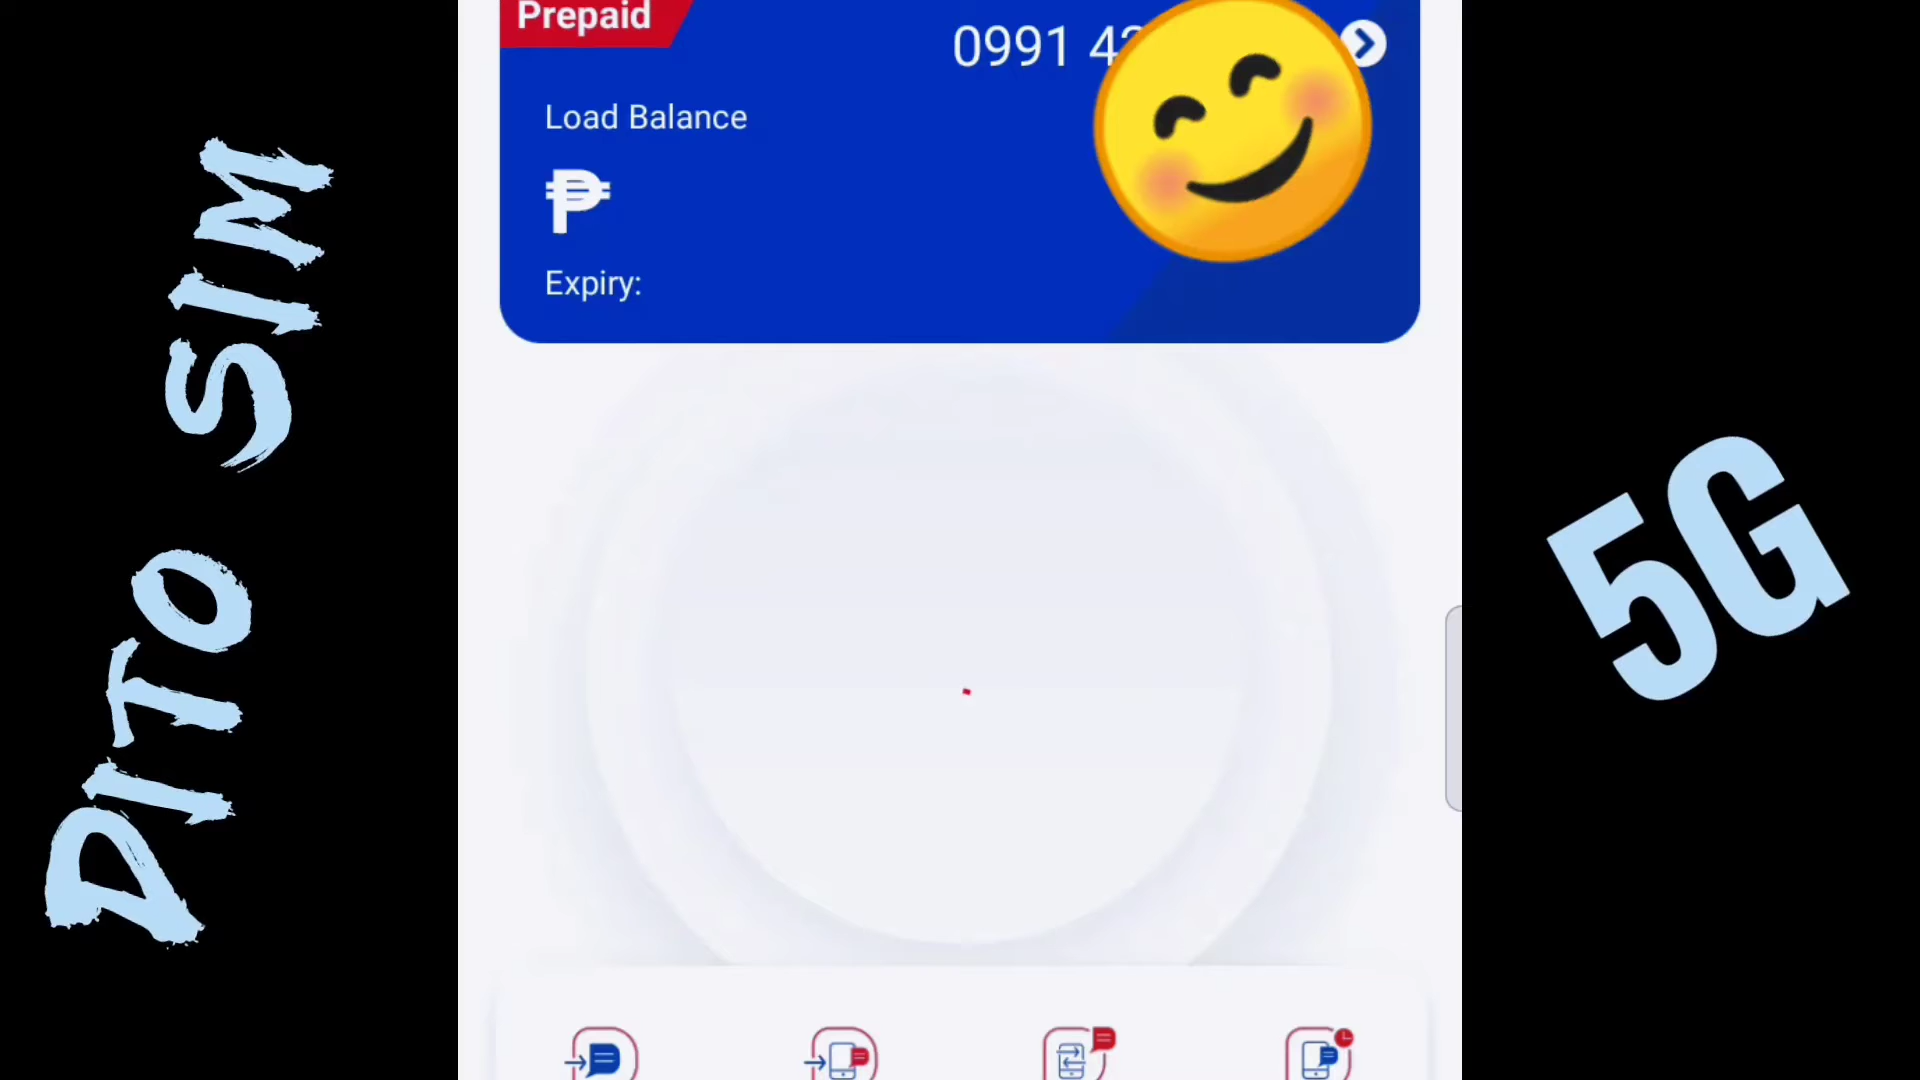 DITO SIM
Prepaid
0991 4
Load Balance
₱
Expiry:
5G